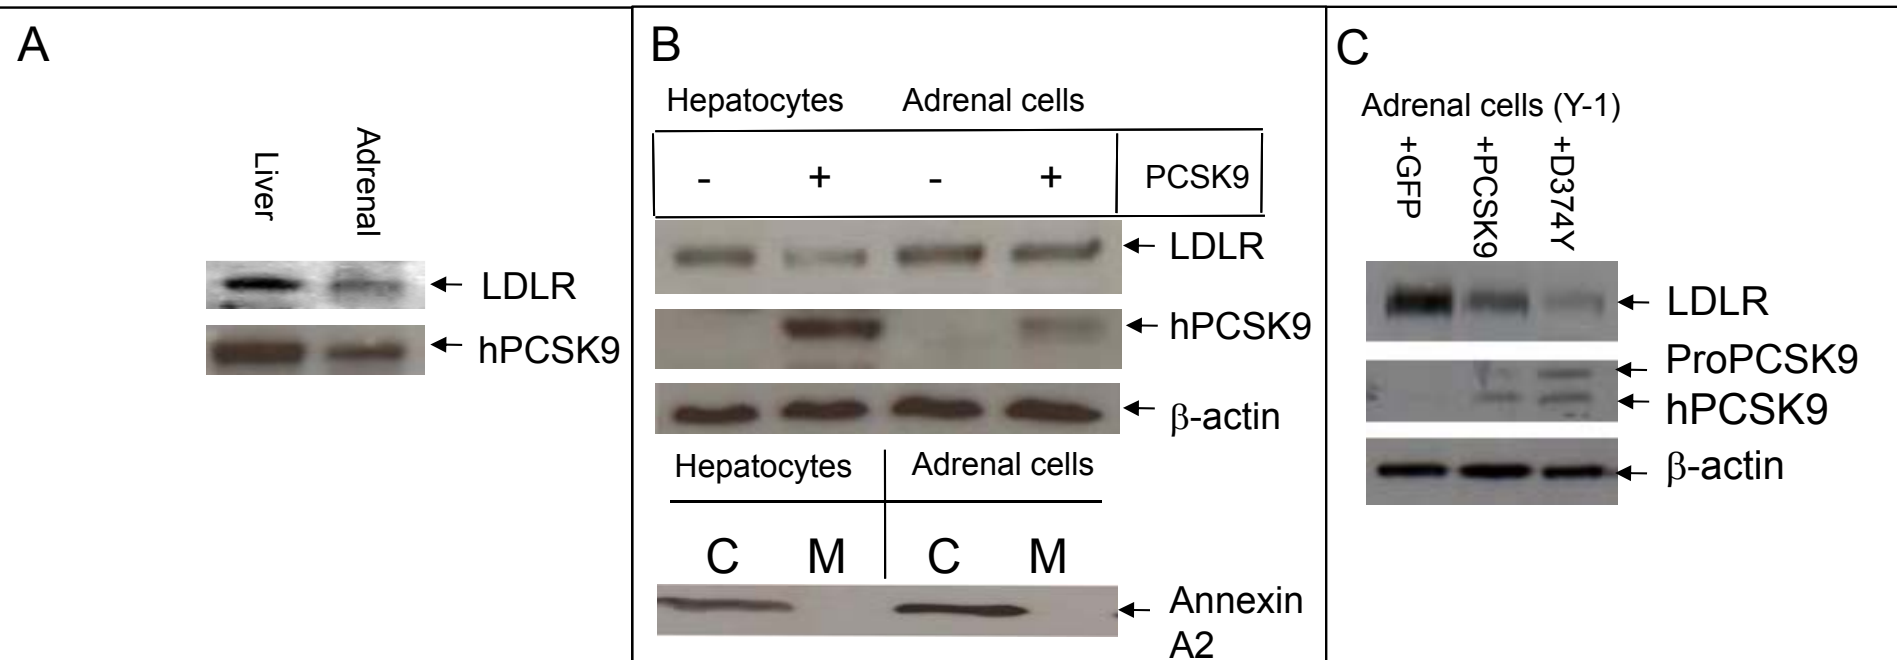 A
Liver
Adrenal
LDLR
hPCSK9
B
Hepatocytes Adrenal cells
- + - + PCSK9
LDLR
hPCSK9
β-actin
Hepatocytes Adrenal cells
C M C M
Annexin
A2
C
Adrenal cells (Y-1)
+GFP
+PCSK9
+D374Y
LDLR
ProPCSK9
hPCSK9
β-actin